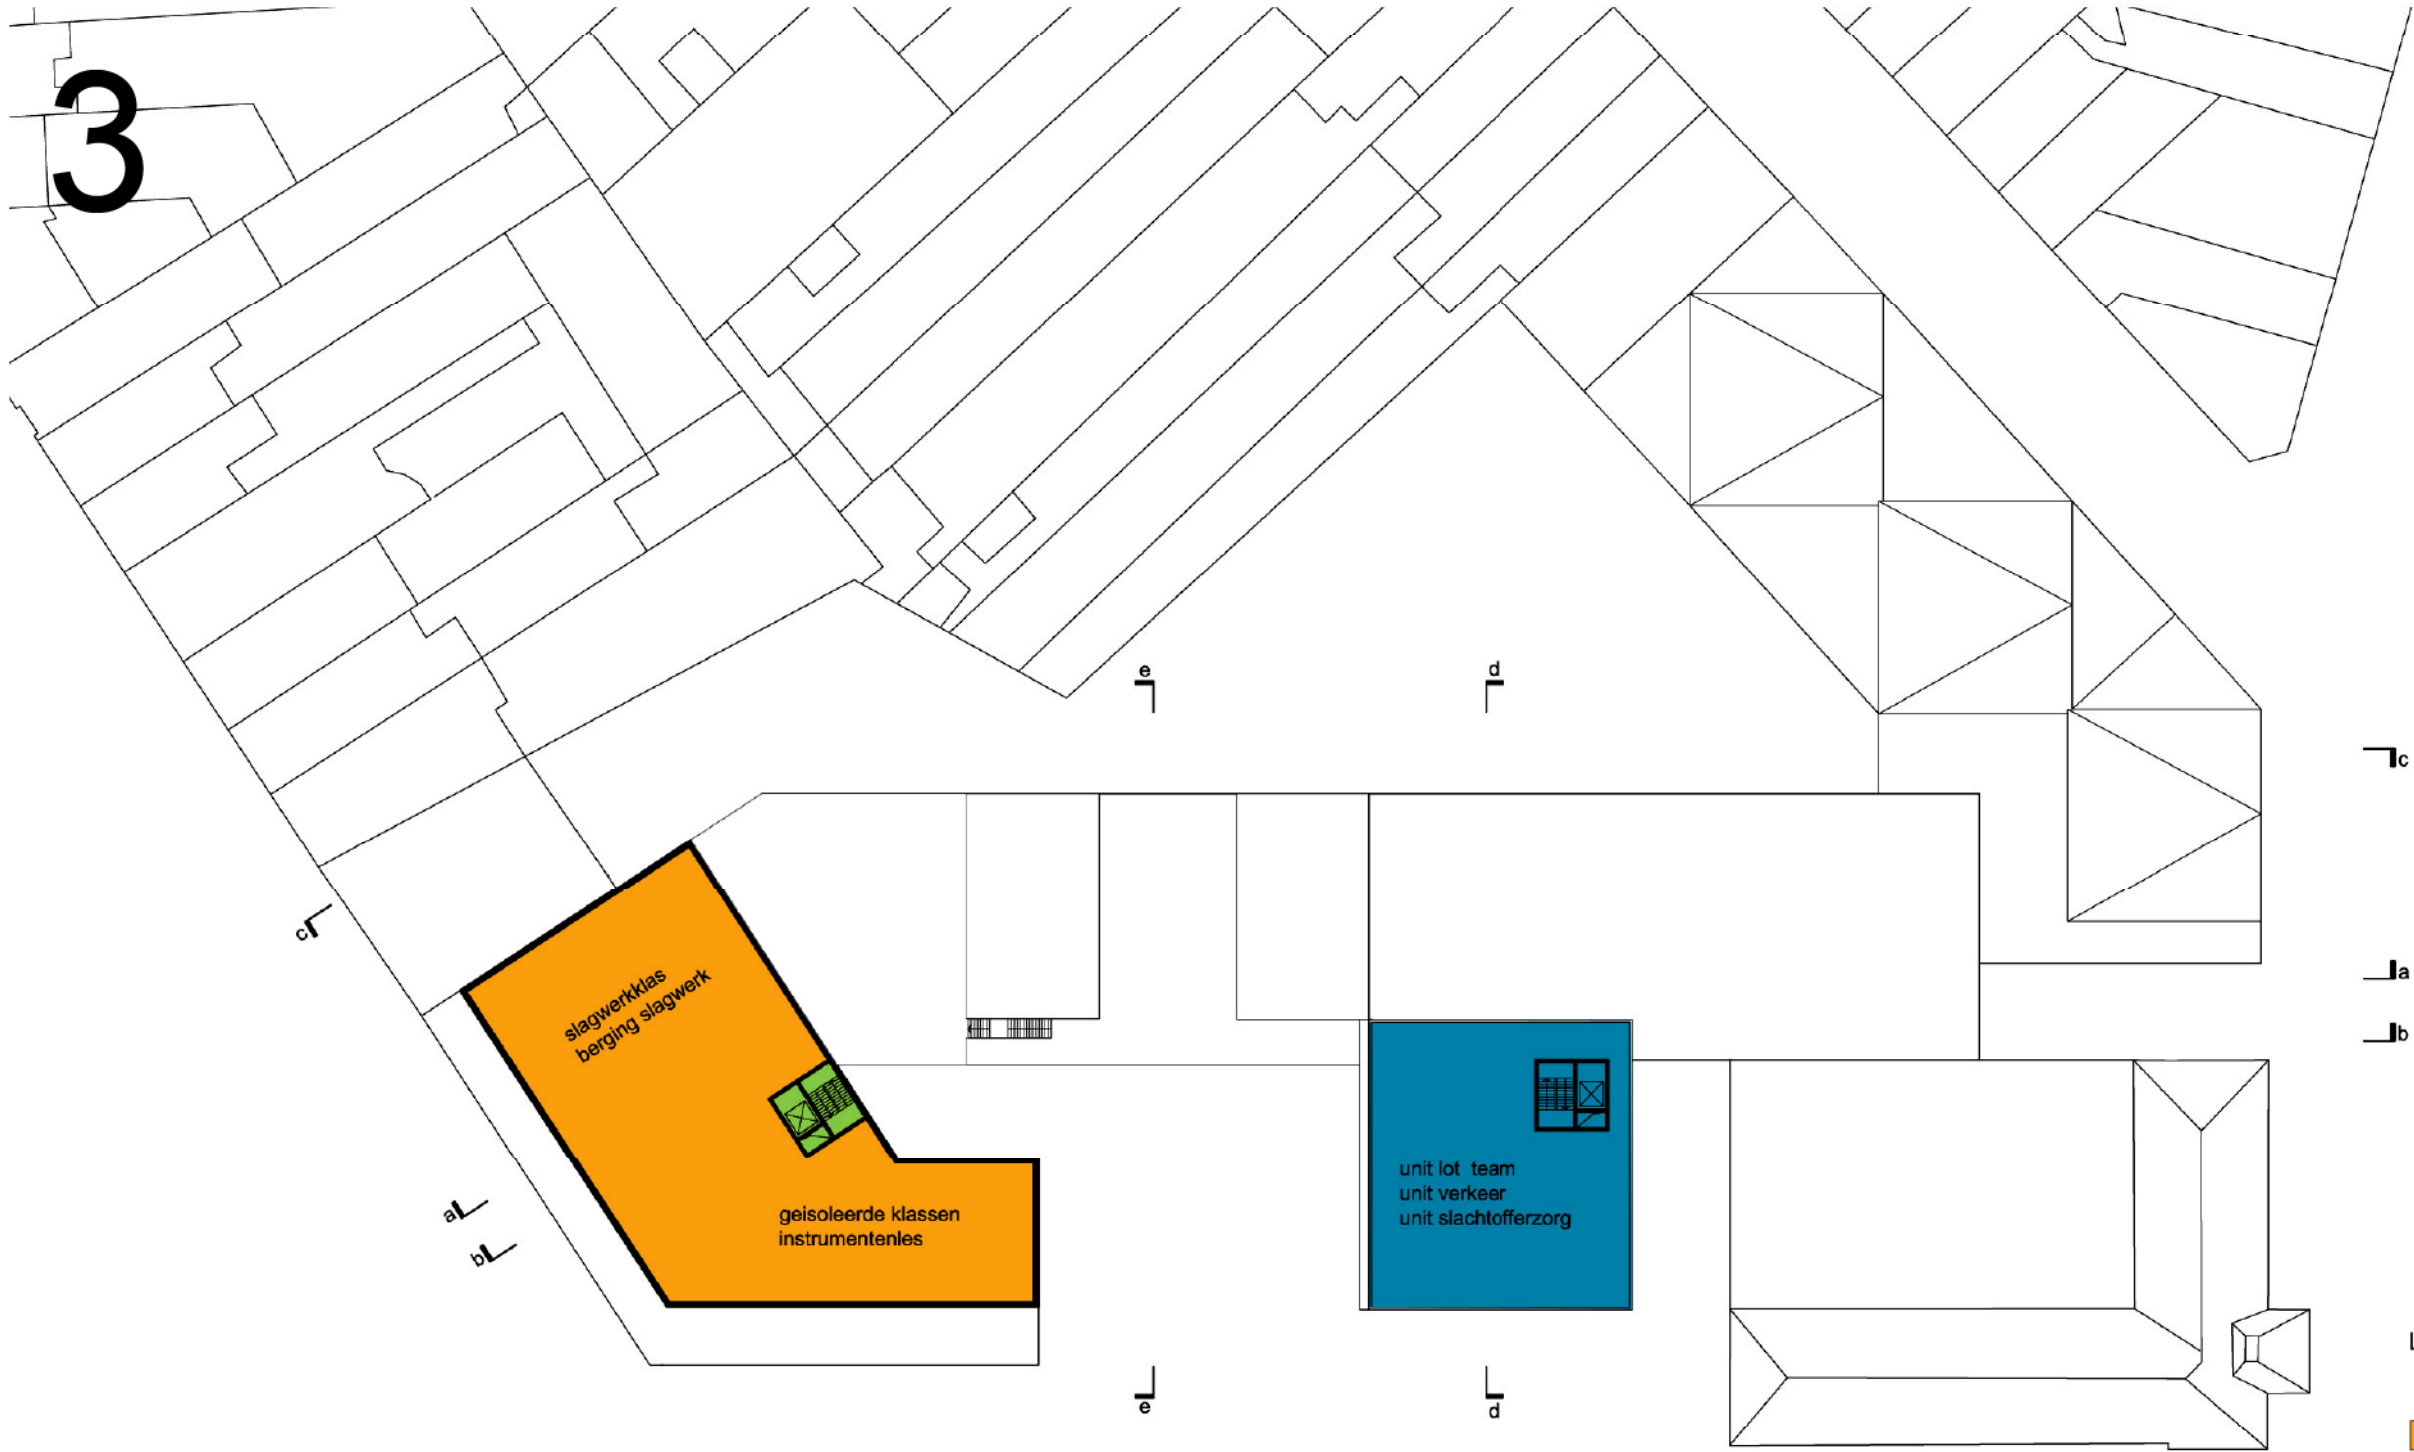 3
e
d
c
c
slagwerkklas
berging slagwerk
a
b
unit lot team
unit verkeer
unit slachtofferzorg
geisoleerde klassen
instrumentenles
a
b
e
d